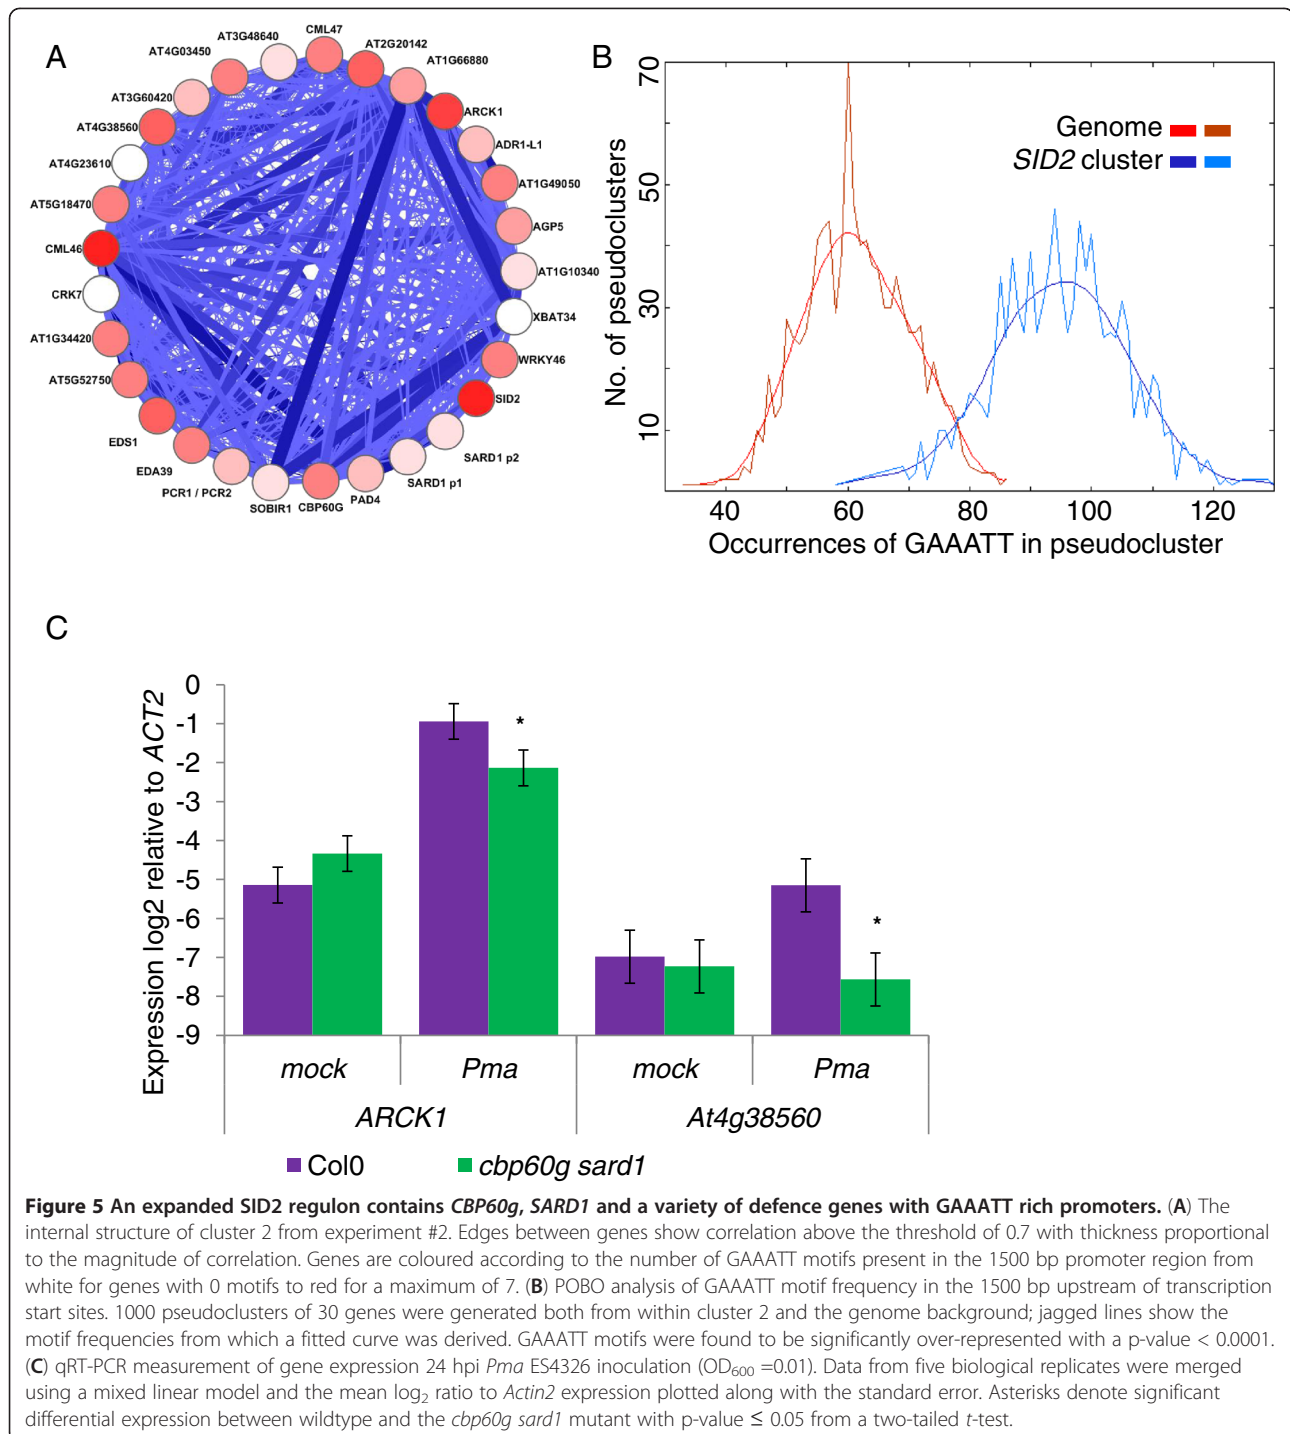 A
CML47
AT3G48640
AT2G20142
AT4G03450
AT1G66880
AT3G60420
ARCK1
AT4G38560
ADR1-L1
AT4G23610
AT1G49050
AT5G18470
AGP5
CML46
AT1G10340
CRK7
XBAT34
AT1G34420
WRKY46
AT5G52750
SID2
EDS1
SARD1 p2
EDA39
SARD1 p1
PCR1 / PCR2
PAD4
SOBIR1
CBP60G
B
No. of pseudoclusters
70
50
30
10
Genome
SID2 cluster
40 60 80 100 120
Occurrences of GAAATT in pseudocluster
C
Expression log2 relative to ACT2
0
-1
-2
-3
-4
-5
-6
-7
-8
-9
*
*
mock Pma mock Pma
ARCK1 At4g38560
Col0 cbp60g sard1
Figure 5 An expanded SID2 regulon contains CBP60g, SARD1 and a variety of defence genes with GAAATT rich promoters. (A) The
internal structure of cluster 2 from experiment #2. Edges between genes show correlation above the threshold of 0.7 with thickness proportional
to the magnitude of correlation. Genes are coloured according to the number of GAAATT motifs present in the 1500 bp promoter region from
white for genes with 0 motifs to red for a maximum of 7. (B) POBO analysis of GAAATT motif frequency in the 1500 bp upstream of transcription
start sites. 1000 pseudoclusters of 30 genes were generated both from within cluster 2 and the genome background; jagged lines show the
motif frequencies from which a fitted curve was derived. GAAATT motifs were found to be significantly over-represented with a p-value < 0.0001.
(C) qRT-PCR measurement of gene expression 24 hpi Pma ES4326 inoculation (OD600 =0.01). Data from five biological replicates were merged
using a mixed linear model and the mean log2 ratio to Actin2 expression plotted along with the standard error. Asterisks denote significant
differential expression between wildtype and the cbp60g sard1 mutant with p-value ≤ 0.05 from a two-tailed t-test.